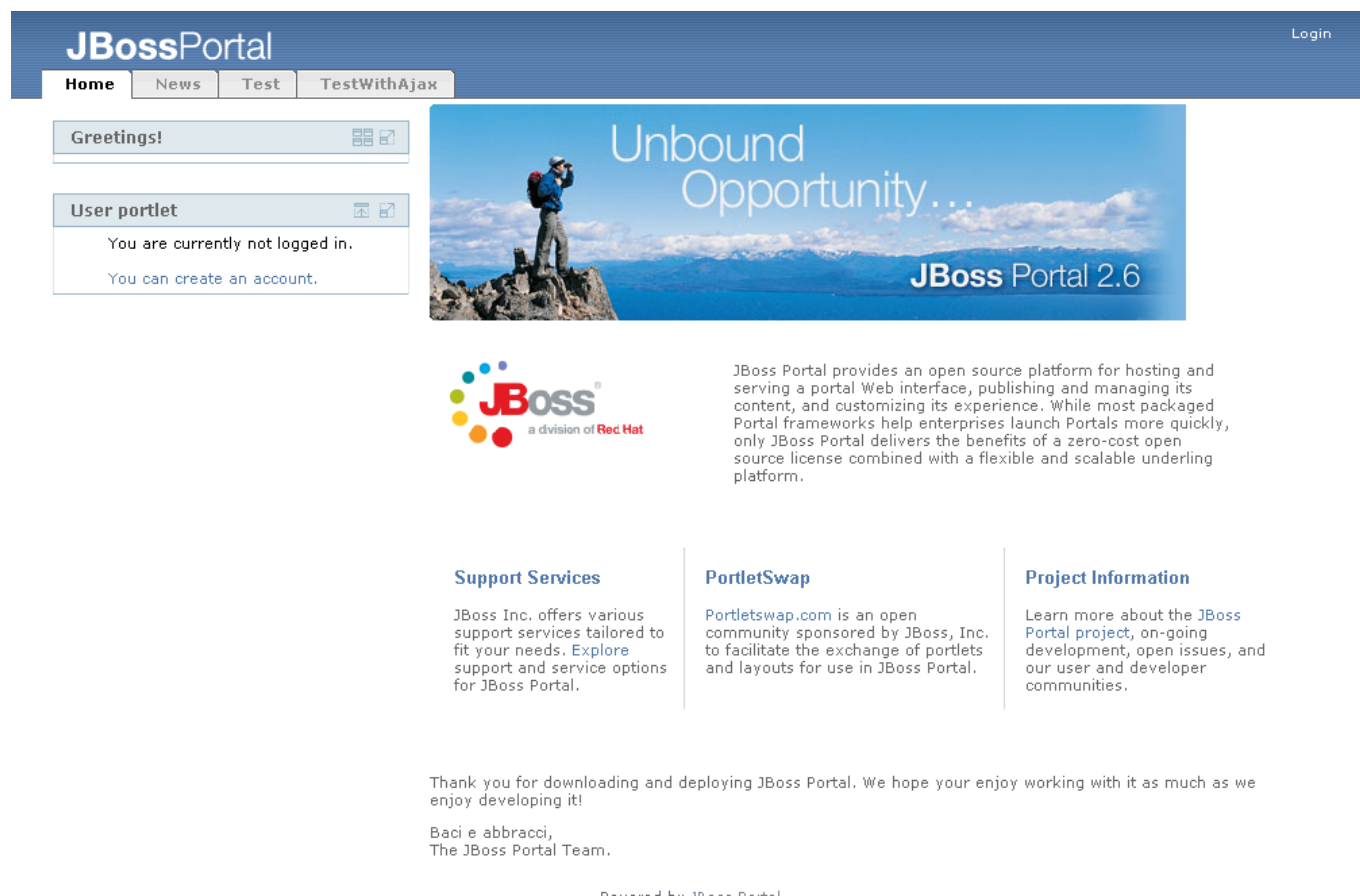 JBossPortal
Login
Home
News
Test
TestWithAjax
Greetings!
User portlet
You are currently not logged in.
You can create an account.
Unbound
Opportunity...
JBoss Portal 2.6
JBoss®
a division of Red Hat
JBoss Portal provides an open source platform for hosting and
serving a portal Web interface, publishing and managing its
content, and customizing its experience. While most packaged
Portal frameworks help enterprises launch Portals more quickly,
only JBoss Portal delivers the benefits of a zero-cost open
source license combined with a flexible and scalable underling
platform.
Support Services
JBoss Inc. offers various
support services tailored to
fit your needs. Explore
support and service options
for JBoss Portal.
PortletSwap
Portletswap.com is an open
community sponsored by JBoss, Inc.
to facilitate the exchange of portlets
and layouts for use in JBoss Portal.
Project Information
Learn more about the JBoss
Portal project, on-going
development, open issues, and
our user and developer
communities.
Thank you for downloading and deploying JBoss Portal. We hope your enjoy working with it as much as we
enjoy developing it!
Baci e abbracci,
The JBoss Portal Team.
Powered by JBoss Portal